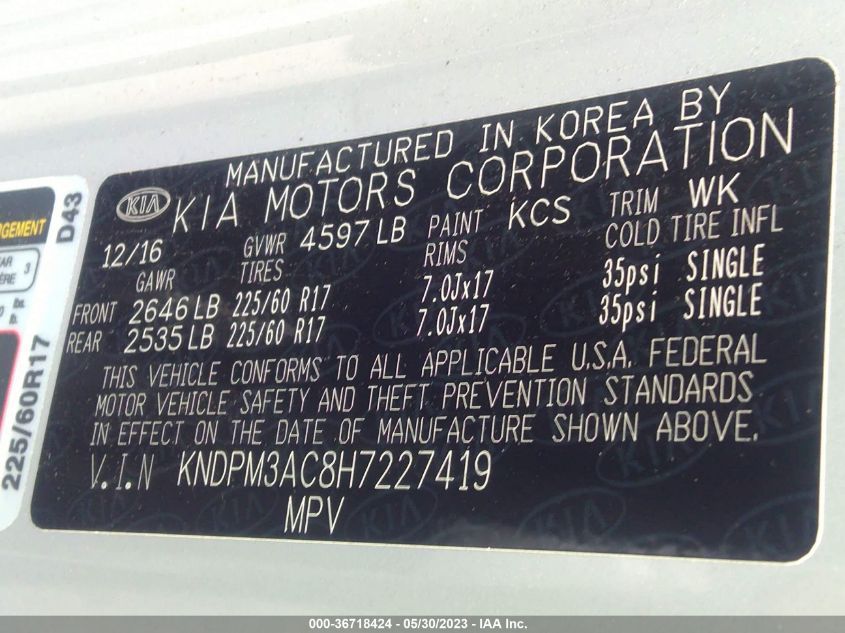 MANUFACTURED IN KOREA BY
KIA KIA MOTORS CORPORATION
12/16 GVWR 4597 LB PAINT KCS TRIM WK
GAWR TIRES RIMS COLD TIRE INFL
FRONT 2646 LB 225/60 R17 7.0Jx17 35psi SINGLE
REAR 2535 LB 225/60 R17 7.0Jx17 35psi SINGLE
THIS VEHICLE CONFORMS TO ALL APPLICABLE U.S.A. FEDERAL
MOTOR VEHICLE SAFETY AND THEFT PREVENTION STANDARDS
IN EFFECT ON THE DATE OF MANUFACTURE SHOWN ABOVE.
V.I.N KNDPM3AC8H7227419
MPV
D43
225/60R17
3
000-36718424 - 05/30/2023 - IAA Inc.